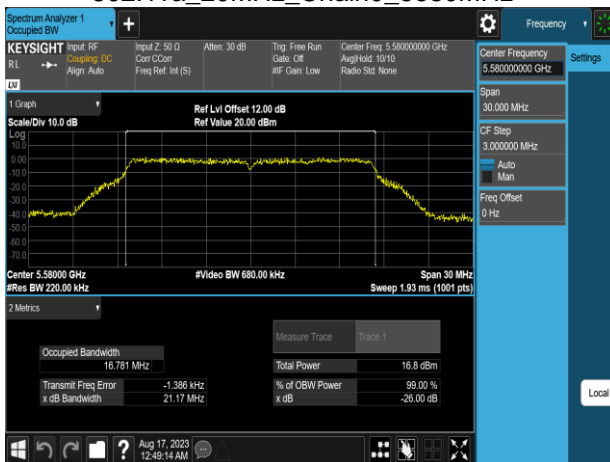 Spectrum Analyzer 1
Occupied BW
+
Frequency
KEYSIGHT
Input: RF
Input Z: 50 Ω
Atten: 30 dB
Trig: Free Run
Center Freq: 5.580000000 GHz
RL
Coupling: DC
Corr CCorr
Gate: Off
Avg|Hold: 10/10
Align: Auto
Freq Ref: Int (S)
#IF Gain: Low
Radio Std: None
LXI
Center Frequency
5.580000000 GHz
Settings
Span
30.000 MHz
CF Step
3.000000 MHz
Auto
Man
Freq Offset
0 Hz
1 Graph
Scale/Div 10.0 dB
Ref Lvl Offset 12.00 dB
Ref Value 20.00 dBm
Log
10.0
0.00
-10.0
-20.0
-30.0
-40.0
-50.0
-60.0
-70.0
Center 5.58000 GHz
#Video BW 680.00 kHz
Span 30 MHz
#Res BW 220.00 kHz
Sweep 1.93 ms (1001 pts)
2 Metrics
Measure Trace
Trace 1
Occupied Bandwidth
16.781 MHz
Total Power
16.8 dBm
Transmit Freq Error
-1.386 kHz
% of OBW Power
99.00 %
x dB Bandwidth
21.17 MHz
x dB
-26.00 dB
Local
?
Aug 17, 2023
12:49:14 AM